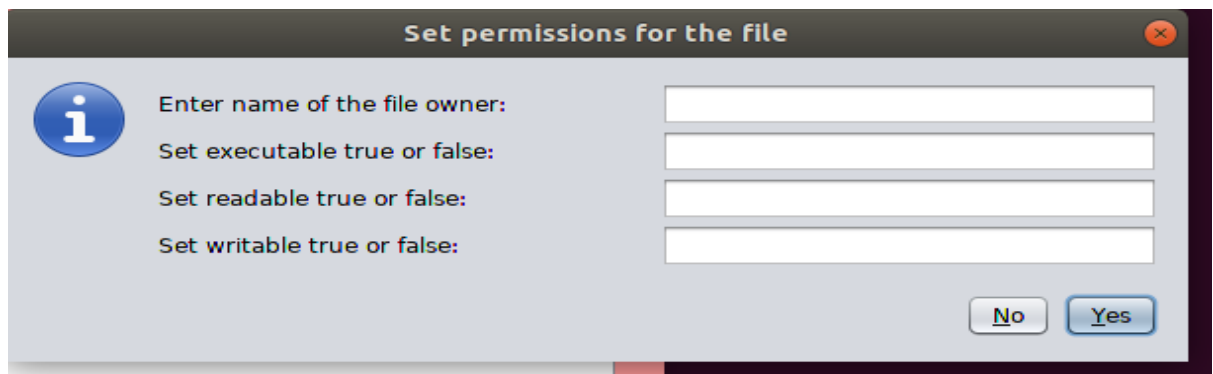 Set permissions for the file
Enter name of the file owner:
Set executable true or false:
Set readable true or false:
Set writable true or false:
No Yes